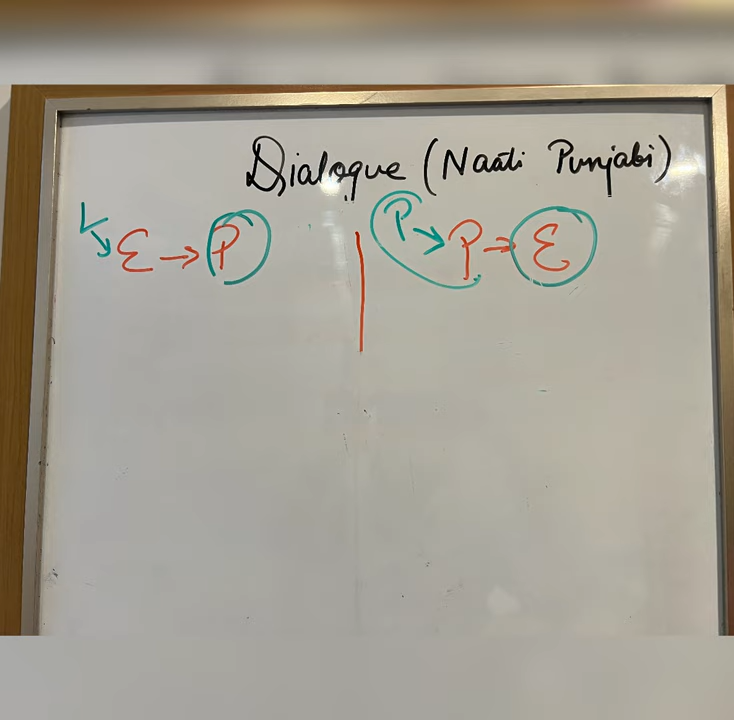 Dialogue (Naati Punjabi)
E → P
P → P → E